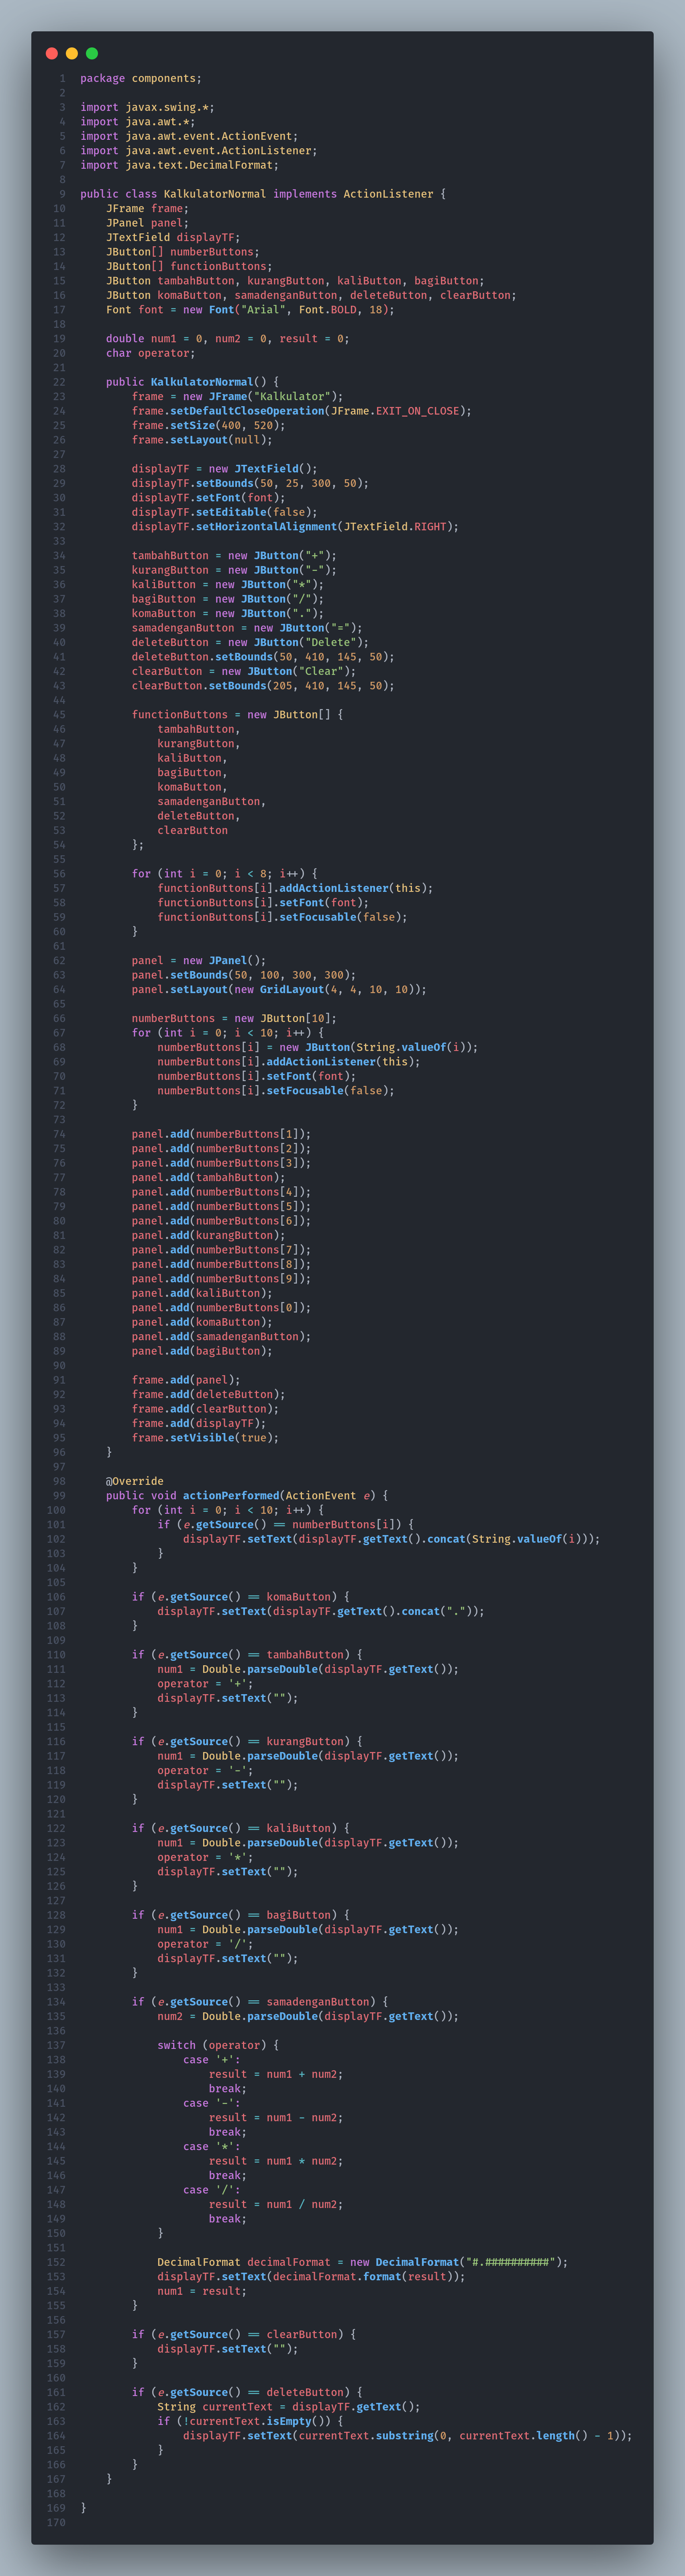 1 package components;
2
3 import javax.swing.*;
4 import java.awt.*;
5 import java.awt.event.ActionEvent;
6 import java.awt.event.ActionListener;
7 import java.text.DecimalFormat;
8
9 public class KalkulatorNormal implements ActionListener {
10     JFrame frame;
11     JPanel panel;
12     JTextField displayTF;
13     JButton[] numberButtons;
14     JButton[] functionButtons;
15     JButton tambahButton, kurangButton, kaliButton, bagiButton;
16     JButton komaButton, samadenganButton, deleteButton, clearButton;
17     Font font = new Font("Arial", Font.BOLD, 18);
18
19     double num1 = 0, num2 = 0, result = 0;
20     char operator;
21
22     public KalkulatorNormal() {
23         frame = new JFrame("Kalkulator");
24         frame.setDefaultCloseOperation(JFrame.EXIT_ON_CLOSE);
25         frame.setSize(400, 520);
26         frame.setLayout(null);
27
28         displayTF = new JTextField();
29         displayTF.setBounds(50, 25, 300, 50);
30         displayTF.setFont(font);
31         displayTF.setEditable(false);
32         displayTF.setHorizontalAlignment(JTextField.RIGHT);
33
34         tambahButton = new JButton("+");
35         kurangButton = new JButton("-");
36         kaliButton = new JButton("*");
37         bagiButton = new JButton("/");
38         komaButton = new JButton(".");
39         samadenganButton = new JButton("=");
40         deleteButton = new JButton("Delete");
41         deleteButton.setBounds(50, 410, 145, 50);
42         clearButton = new JButton("Clear");
43         clearButton.setBounds(205, 410, 145, 50);
44
45         functionButtons = new JButton[] {
46             tambahButton,
47             kurangButton,
48             kaliButton,
49             bagiButton,
50             komaButton,
51             samadenganButton,
52             deleteButton,
53             clearButton
54         };
55
56         for (int i = 0; i < 8; i++) {
57             functionButtons[i].addActionListener(this);
58             functionButtons[i].setFont(font);
59             functionButtons[i].setFocusable(false);
60         }
61
62         panel = new JPanel();
63         panel.setBounds(50, 100, 300, 300);
64         panel.setLayout(new GridLayout(4, 4, 10, 10));
65
66         numberButtons = new JButton[10];
67         for (int i = 0; i < 10; i++) {
68             numberButtons[i] = new JButton(String.valueOf(i));
69             numberButtons[i].addActionListener(this);
70             numberButtons[i].setFont(font);
71             numberButtons[i].setFocusable(false);
72         }
73
74         panel.add(numberButtons[1]);
75         panel.add(numberButtons[2]);
76         panel.add(numberButtons[3]);
77         panel.add(tambahButton);
78         panel.add(numberButtons[4]);
79         panel.add(numberButtons[5]);
80         panel.add(numberButtons[6]);
81         panel.add(kurangButton);
82         panel.add(numberButtons[7]);
83         panel.add(numberButtons[8]);
84         panel.add(numberButtons[9]);
85         panel.add(kaliButton);
86         panel.add(numberButtons[0]);
87         panel.add(komaButton);
88         panel.add(samadenganButton);
89         panel.add(bagiButton);
90
91         frame.add(panel);
92         frame.add(deleteButton);
93         frame.add(clearButton);
94         frame.add(displayTF);
95         frame.setVisible(true);
96     }
97
98     @Override
99     public void actionPerformed(ActionEvent e) {
100         for (int i = 0; i < 10; i++) {
101             if (e.getSource() == numberButtons[i]) {
102                 displayTF.setText(displayTF.getText().concat(String.valueOf(i)));
103             }
104         }
105
106         if (e.getSource() == komaButton) {
107             displayTF.setText(displayTF.getText().concat("."));
108         }
109
110         if (e.getSource() == tambahButton) {
111             num1 = Double.parseDouble(displayTF.getText());
112             operator = '+';
113             displayTF.setText("");
114         }
115
116         if (e.getSource() == kurangButton) {
117             num1 = Double.parseDouble(displayTF.getText());
118             operator = '-';
119             displayTF.setText("");
120         }
121
122         if (e.getSource() == kaliButton) {
123             num1 = Double.parseDouble(displayTF.getText());
124             operator = '*';
125             displayTF.setText("");
126         }
127
128         if (e.getSource() == bagiButton) {
129             num1 = Double.parseDouble(displayTF.getText());
130             operator = '/';
131             displayTF.setText("");
132         }
133
134         if (e.getSource() == samadenganButton) {
135             num2 = Double.parseDouble(displayTF.getText());
136
137             switch (operator) {
138                 case '+':
139                     result = num1 + num2;
140                     break;
141                 case '-':
142                     result = num1 - num2;
143                     break;
144                 case '*':
145                     result = num1 * num2;
146                     break;
147                 case '/':
148                     result = num1 / num2;
149                     break;
150             }
151
152             DecimalFormat decimalFormat = new DecimalFormat("#.##########");
153             displayTF.setText(decimalFormat.format(result));
154             num1 = result;
155         }
156
157         if (e.getSource() == clearButton) {
158             displayTF.setText("");
159         }
160
161         if (e.getSource() == deleteButton) {
162             String currentText = displayTF.getText();
163             if (!currentText.isEmpty()) {
164                 displayTF.setText(currentText.substring(0, currentText.length() - 1));
165             }
166         }
167     }
168
169 }
170